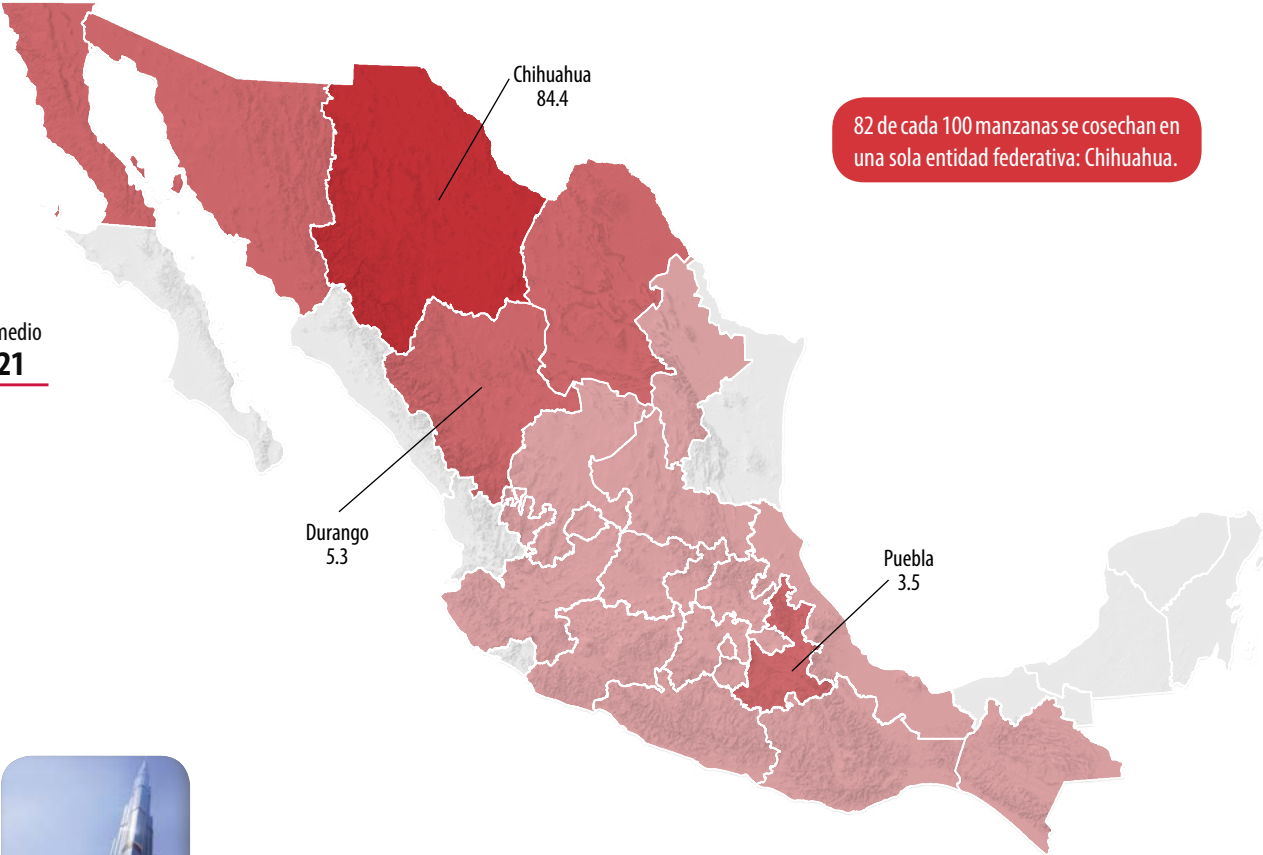 Chihuahua
84.4
82 de cada 100 manzanas se cosechan en
una sola entidad federativa: Chihuahua.
medio
21
Durango
5.3
Puebla
3.5